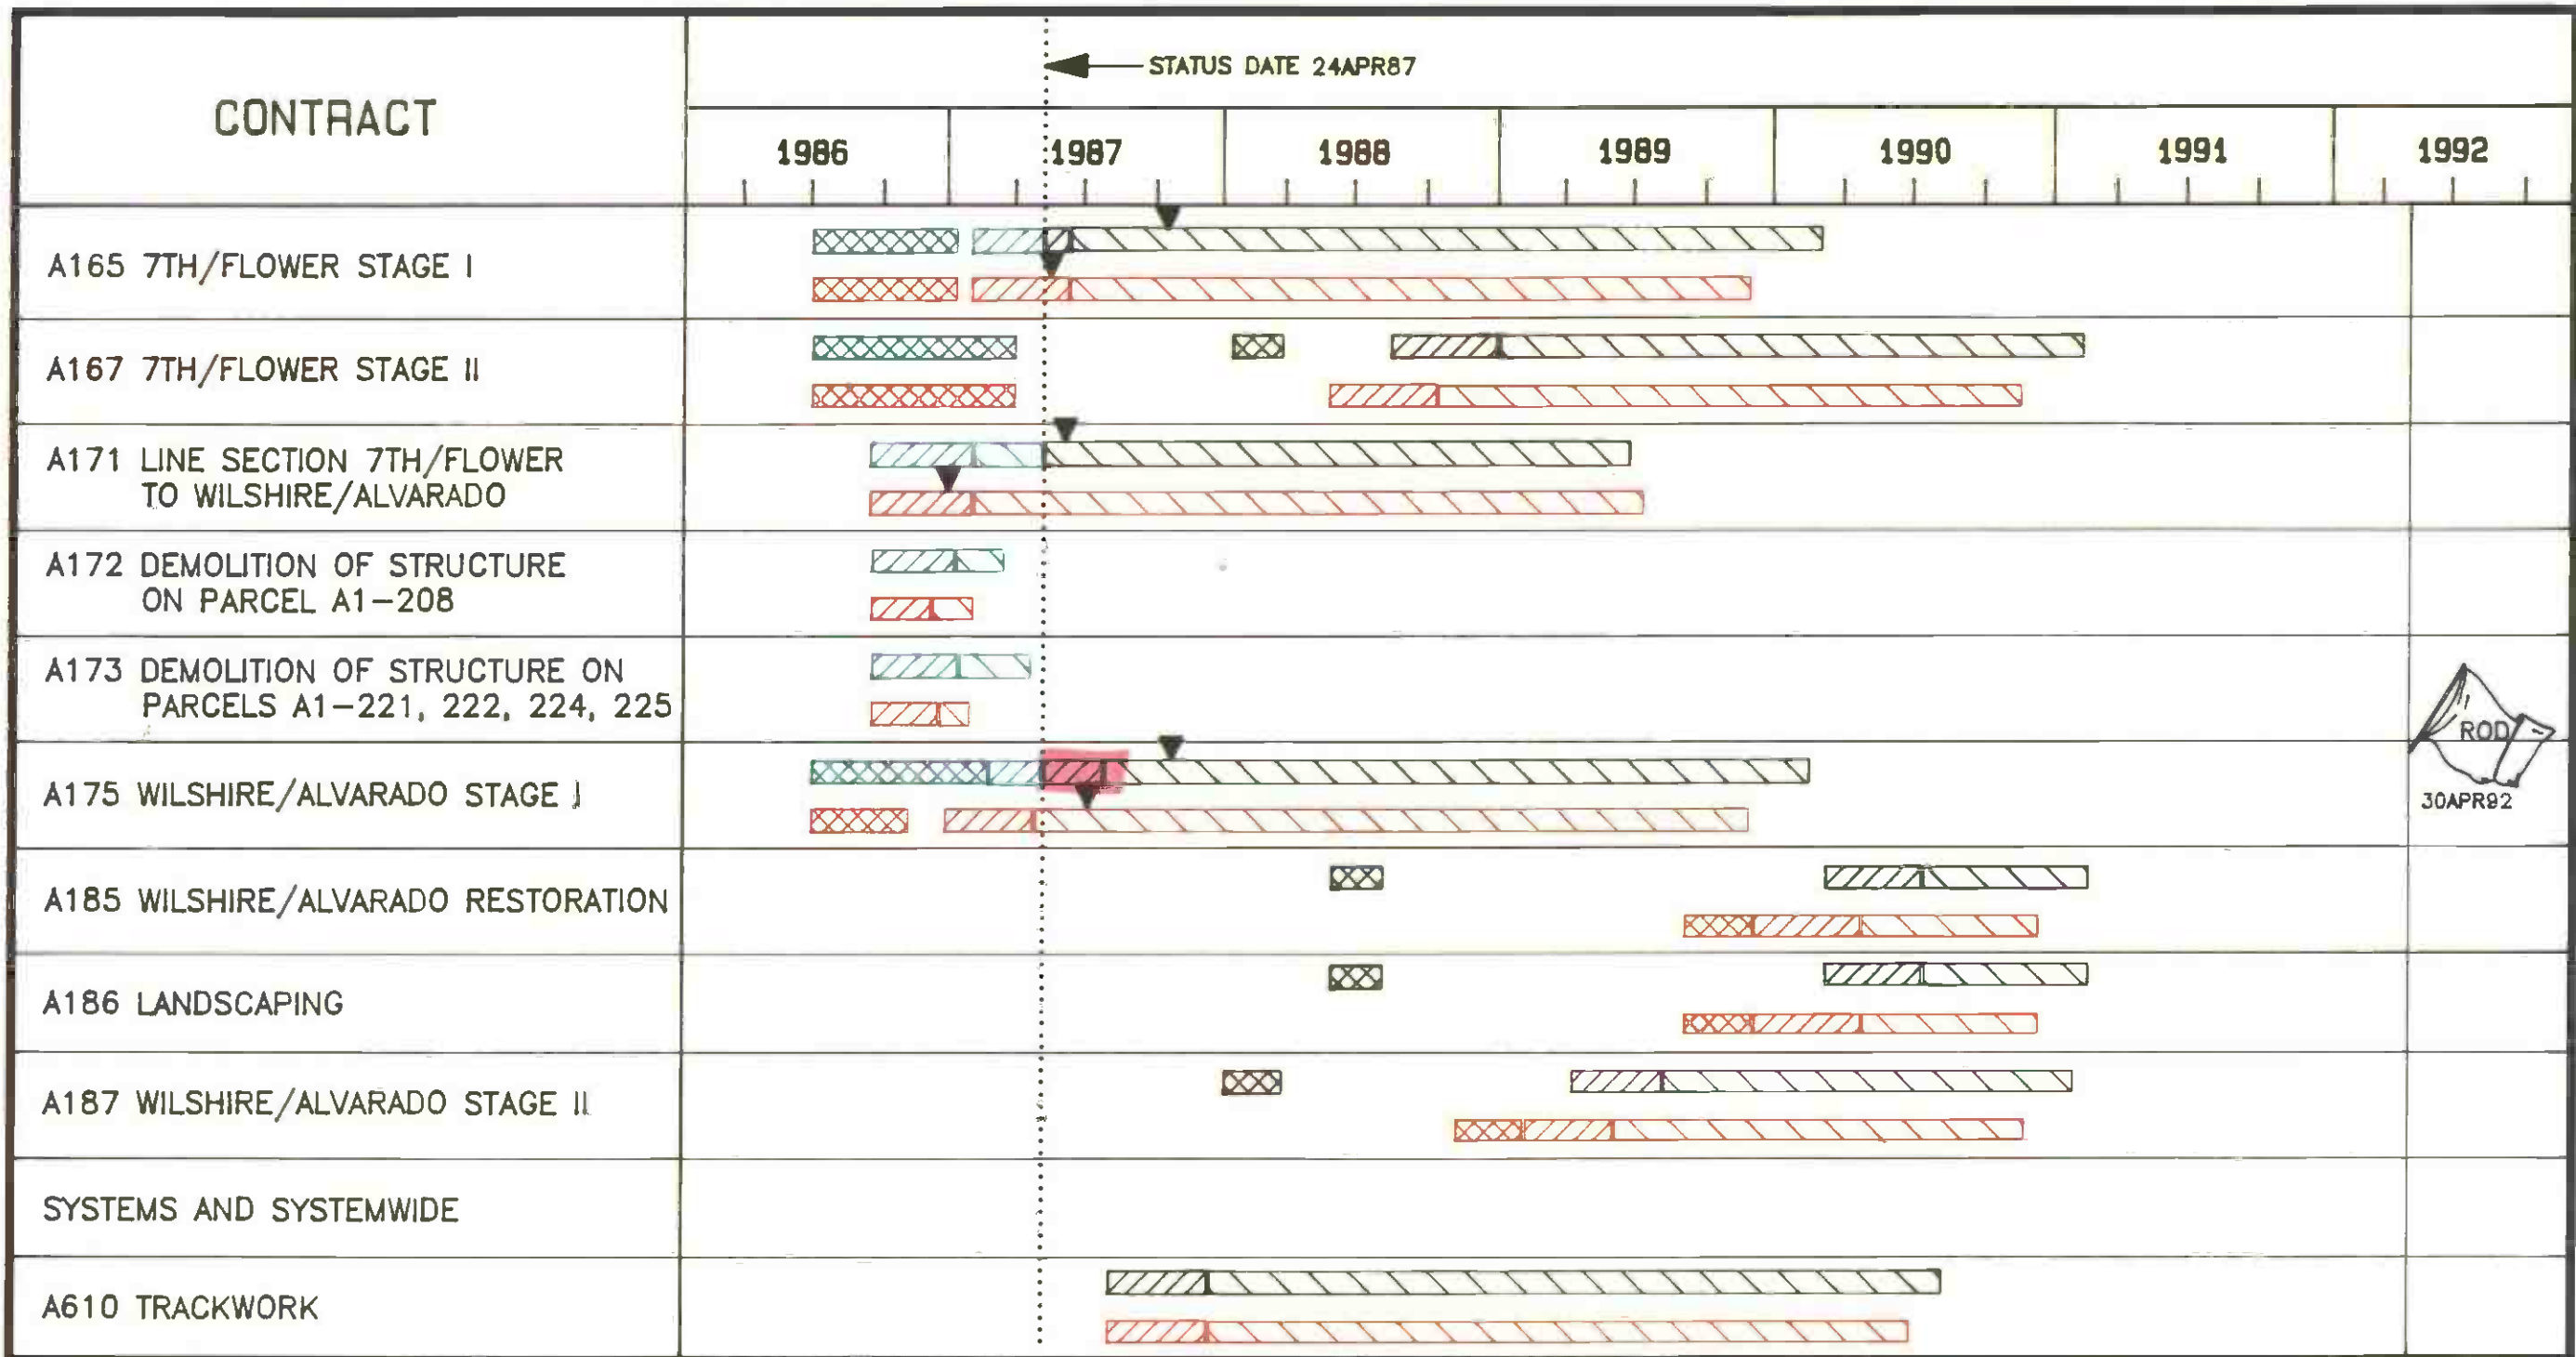 STATUS DATE 24APR87
CONTRACT
1986 1987 1988 1989 1990 1991 1992
A165 7TH/FLOWER STAGE I
A167 7TH/FLOWER STAGE II
A171 LINE SECTION 7TH/FLOWER
TO WILSHIRE/ALVARADO
A172 DEMOLITION OF STRUCTURE
ON PARCEL A1-208
A173 DEMOLITION OF STRUCTURE ON
PARCELS A1-221, 222, 224, 225
ROD
30APR92
A175 WILSHIRE/ALVARADO STAGE I
A185 WILSHIRE/ALVARADO RESTORATION
A186 LANDSCAPING
A187 WILSHIRE/ALVARADO STAGE II
SYSTEMS AND SYSTEMWIDE
A610 TRACKWORK